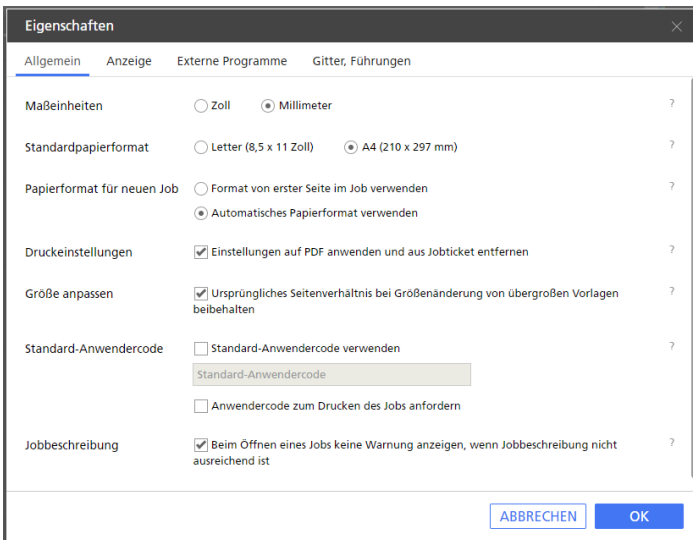 Eigenschaften
Allgemein Anzeige Externe Programme Gitter, Führungen
Maßeinheiten Zoll Millimeter ?
Standardpapierformat Letter (8,5 x 11 Zoll) A4 (210 x 297 mm) ?
Papierformat für neuen Job Format von erster Seite im Job verwenden ?
Automatisches Papierformat verwenden
Druckeinstellungen Einstellungen auf PDF anwenden und aus Jobticket entfernen ?
Größe anpassen Ursprüngliches Seitenverhältnis bei Größenänderung von übergroßen Vorlagen ?
beibehalten
Standard-Anwendercode Standard-Anwendercode verwenden ?
Standard-Anwendercode
Anwendercode zum Drucken des Jobs anfordern
Jobbeschreibung Beim Öffnen eines Jobs keine Warnung anzeigen, wenn Jobbeschreibung nicht ?
ausreichend ist
ABBRECHEN OK